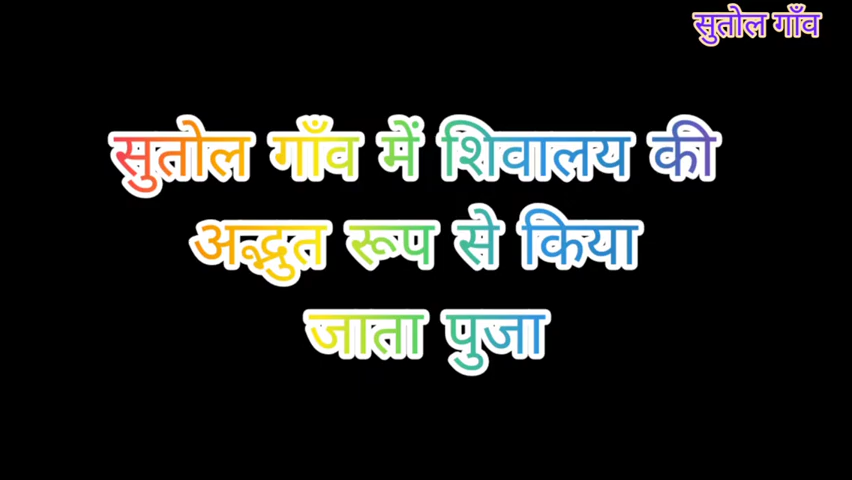 सुतोल गाँव
सुतोल गाँव में शिवालय की
अद्भुत रूप से किया
जाता पुजा